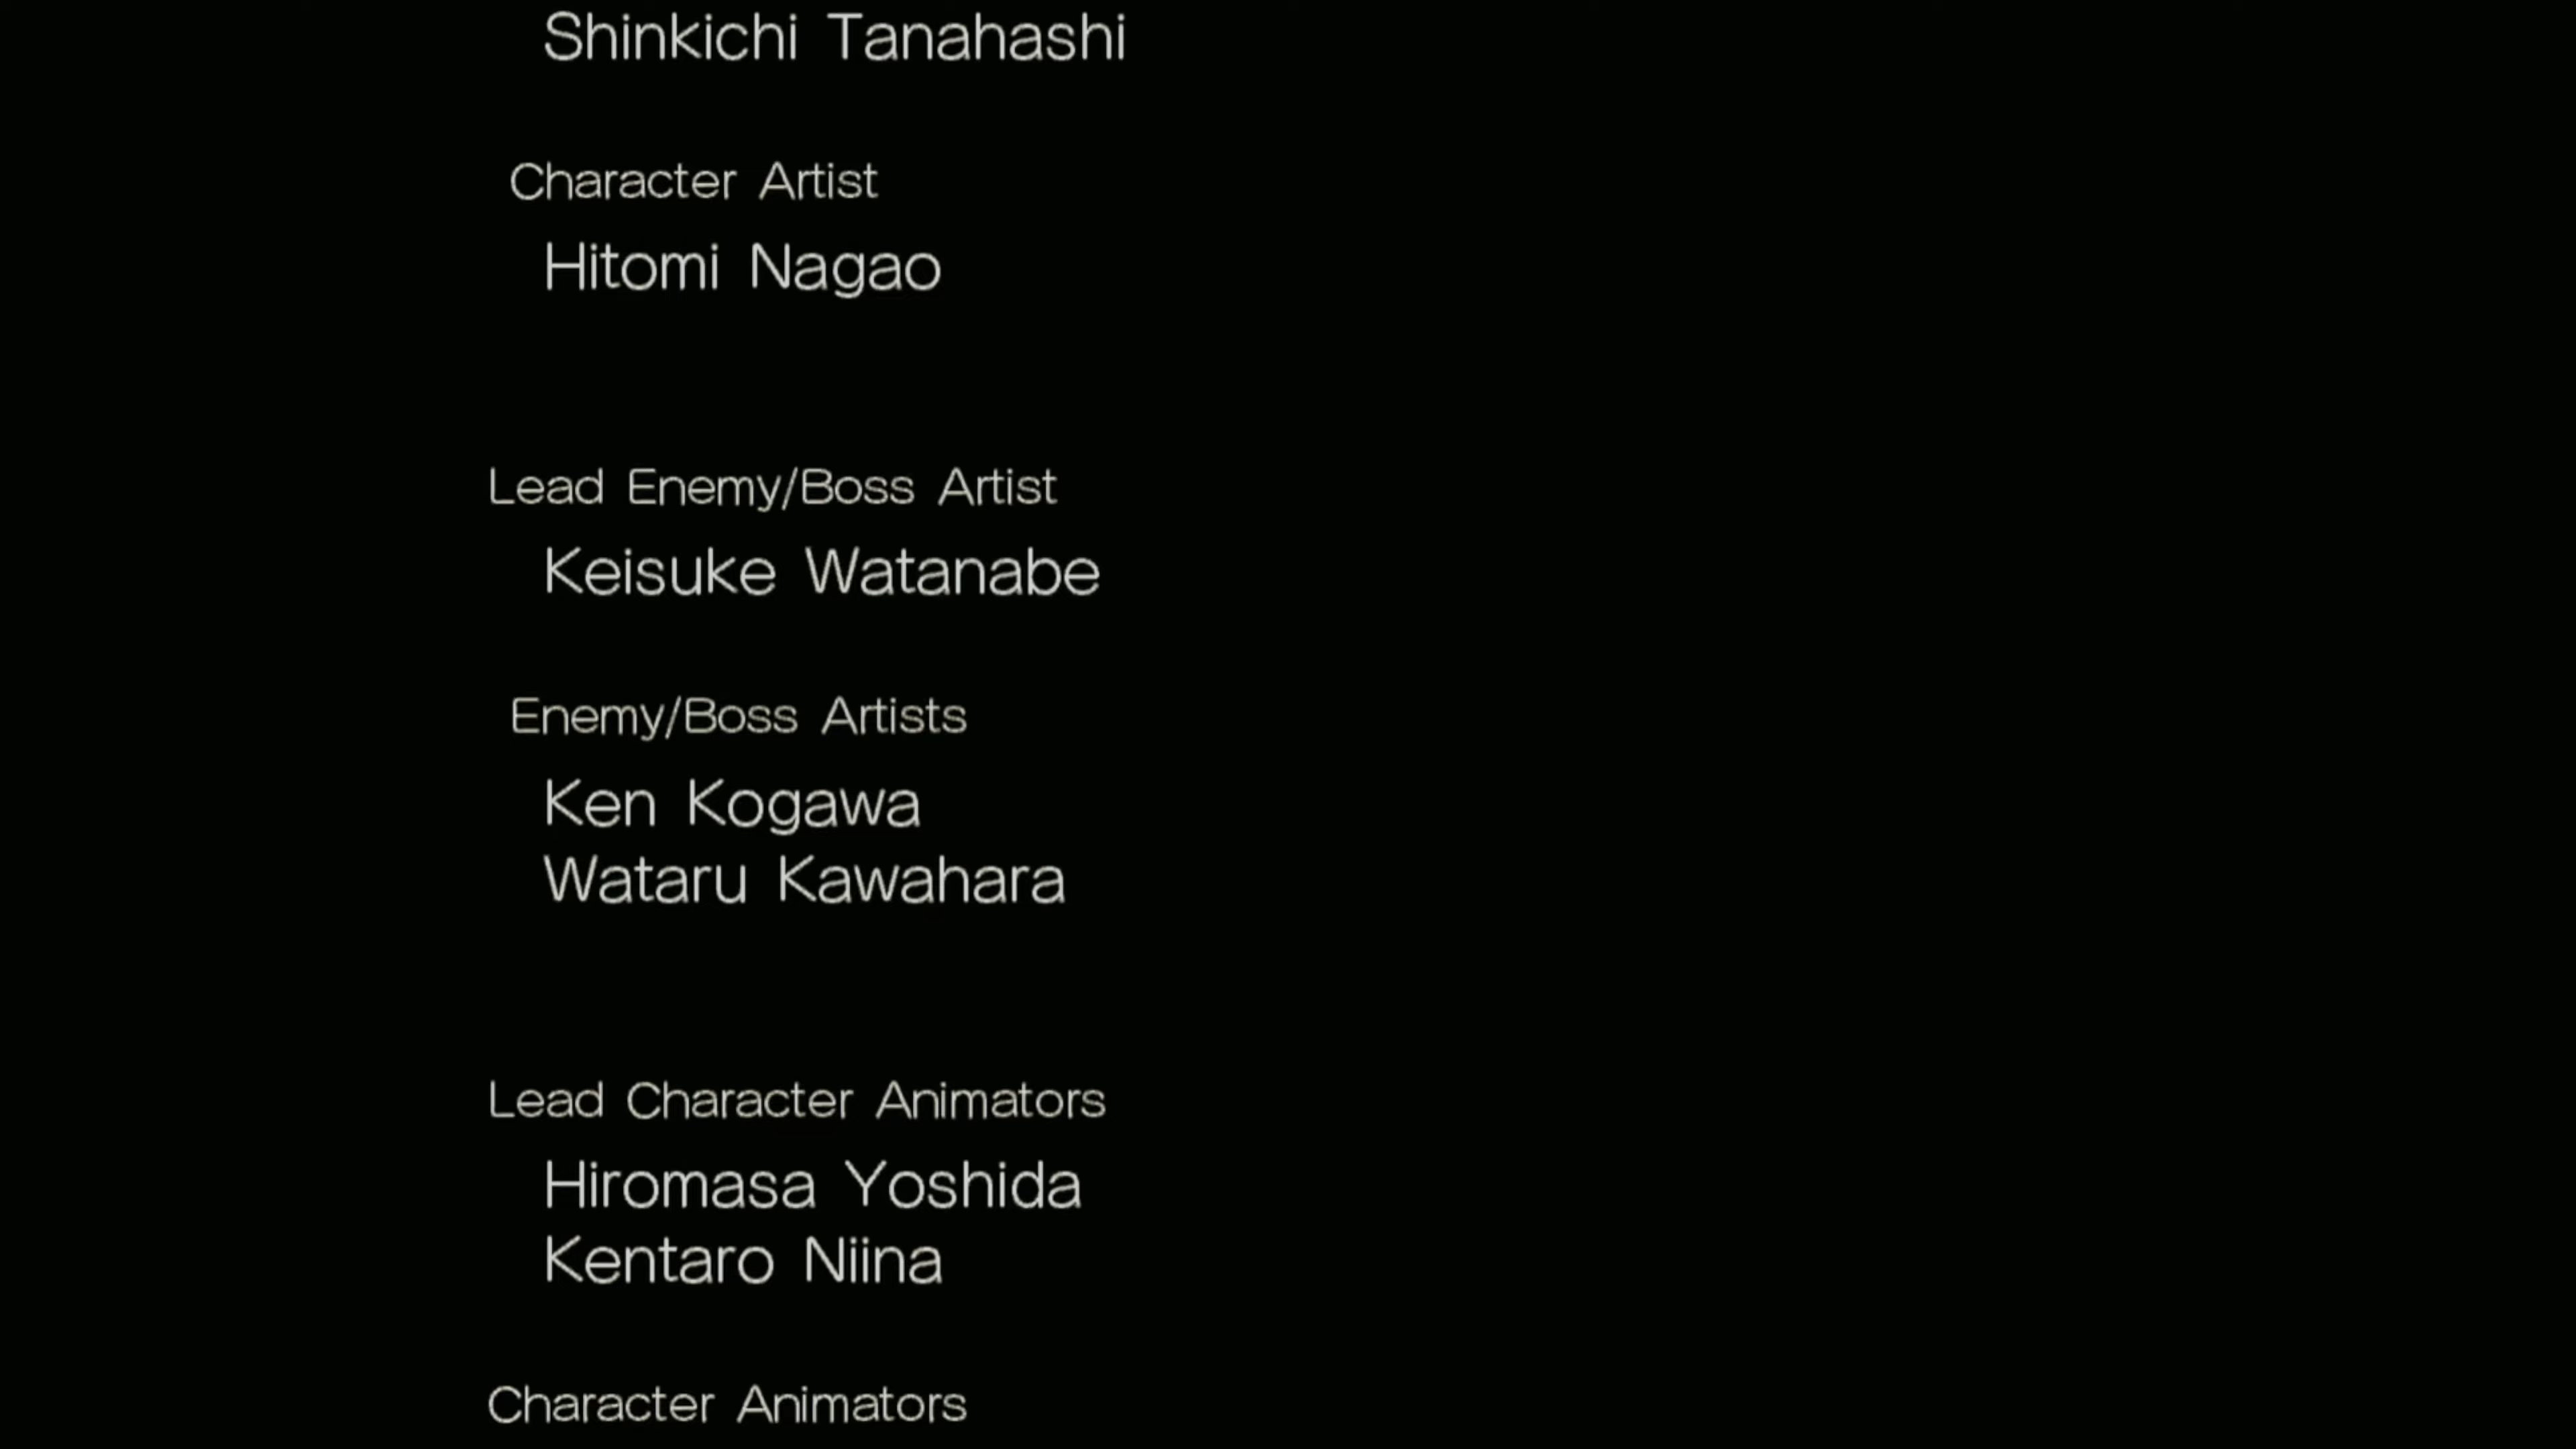 Shinkichi Tanahashi
Character Artist
Hitomi Nagao
Lead Enemy/Boss Artist
Keisuke Watanabe
Enemy/Boss Artists
Ken Kogawa
Wataru Kawahara
Lead Character Animators
Hiromasa Yoshida
Kentaro Niina
Character Animators